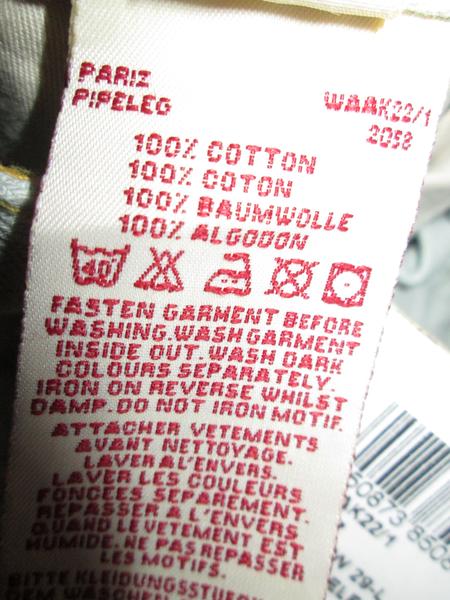 PARIZ
PIPELEG
WAAK22/1
2058
100% COTTON
100% COTON
100% BAUMWOLLE
100% ALGODON
40
FASTEN GARMENT BEFORE
WASHING. WASH GARMENT
INSIDE OUT. WASH DARK
COLOURS SEPARATELY.
IRON ON REVERSE WHILST
DAMP. DO NOT IRON MOTIF.
ATTACHER VETEMENTS
AVANT NETTOYAGE.
LAVER A L'ENVERS.
LAVER LES COULEURS
FONCEES SEPAREMENT.
REPASSER A L'ENVERS
QUAND LE VETEMENT EST
HUMIDE. NE PAS REPASSER
LES MOTIFS.
BITTE KLEIDUNGSSTUECK
K22/1